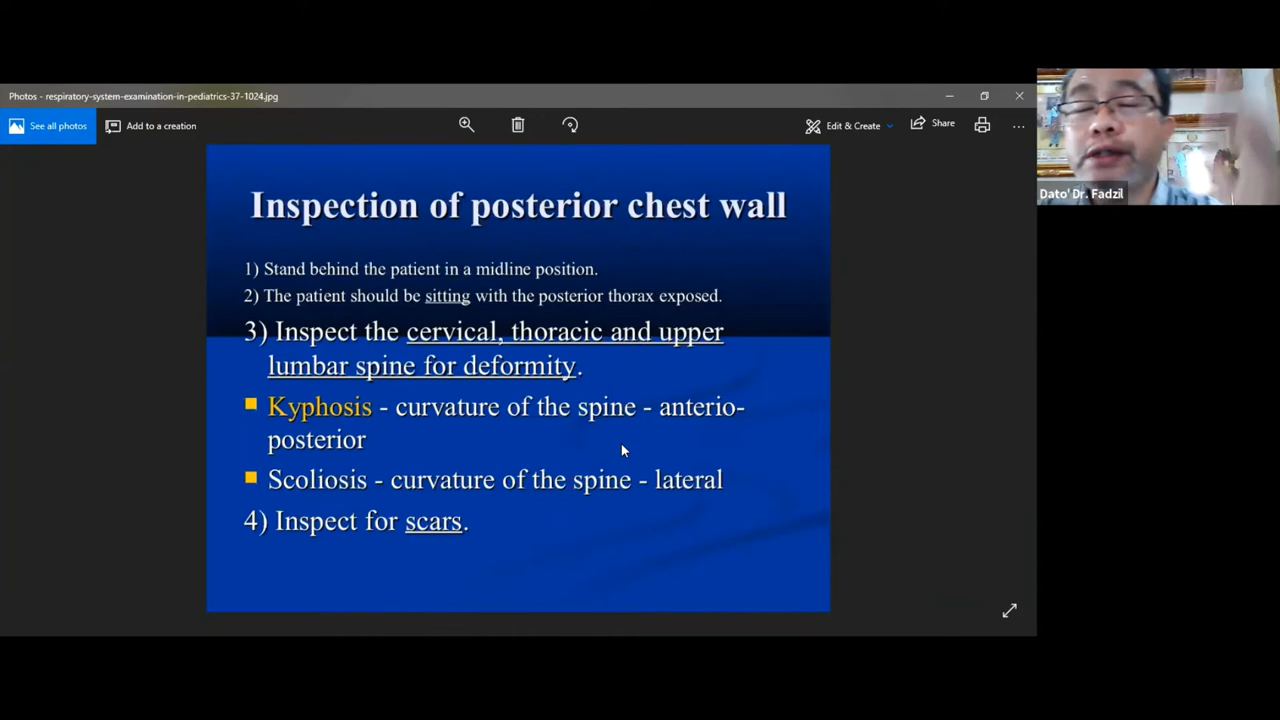 Photos - respiratory-system-examination-in-pediatrics-37-1024.jpg
See all photos
Add to a creation
Edit & Create
Share
Dato' Dr. Fadzil
Inspection of posterior chest wall
1) Stand behind the patient in a midline position.
2) The patient should be sitting with the posterior thorax exposed.
3) Inspect the cervical, thoracic and upper
lumbar spine for deformity.
Kyphosis - curvature of the spine - anterio-
posterior
Scoliosis - curvature of the spine - lateral
4) Inspect for scars.